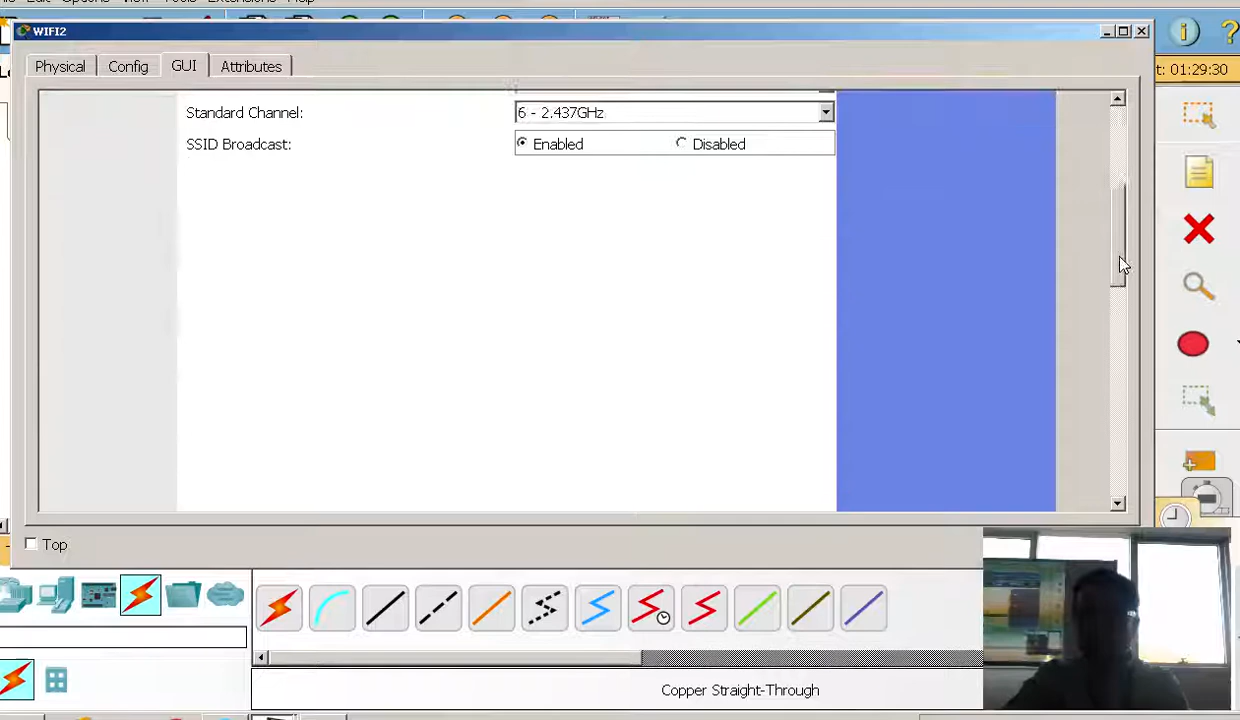 WIFI2
Physical
Config
GUI
Attributes
t: 01:29:30
Standard Channel:
6 - 2.437GHz
SSID Broadcast:
Enabled
Disabled
Top
Copper Straight-Through